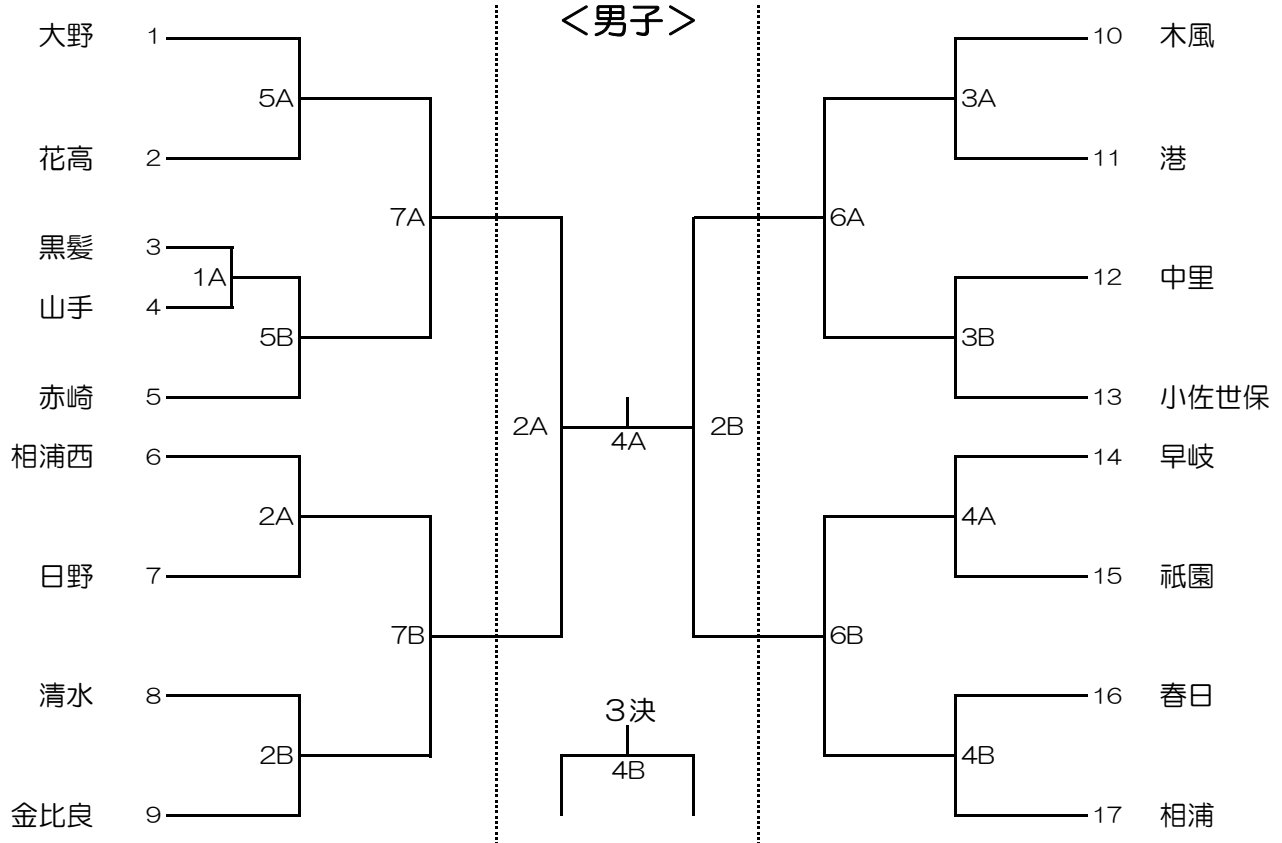 ＜男子＞
大野 1
5A
花高 2
7A
黒髪 3
1A
山手 4
5B
赤崎 5
2A
相浦西 6
2A
日野 7
7B
清水 8
2B
金比良 9
4A
3決
4B
10 木風
3A
11 港
6A
12 中里
3B
13 小佐世保
2B
14 早岐
4A
15 祇園
6B
16 春日
4B
17 相浦